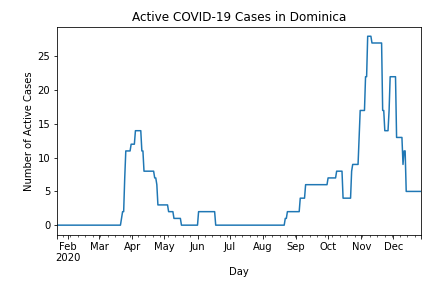 Active COVID-19 Cases in Dominica
Number of Active Cases
25
20
15
10
5
0
Feb Mar Apr May Jun Jul Aug Sep Oct Nov Dec
2020
Day